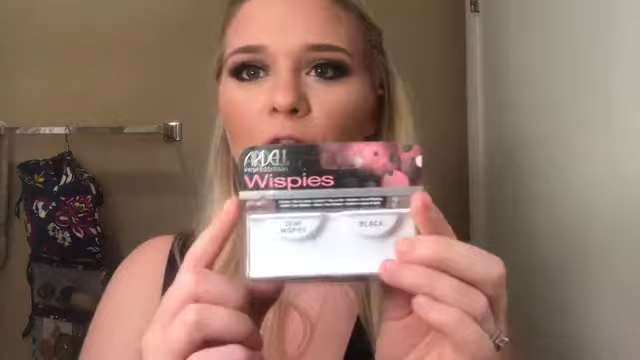 ARDELL
PROFESSIONAL
Wispies
DEMI
WISPIES
BLACK